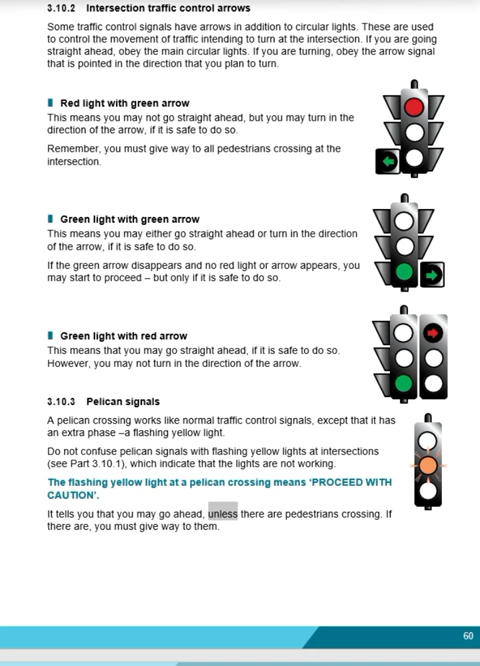 3.10.2 Intersection traffic control arrows
Some traffic control signals have arrows in addition to circular lights. These are used
to control the movement of traffic intending to turn at the intersection. If you are going
straight ahead, obey the main circular lights. If you are turning, obey the arrow signal
that is pointed in the direction that you plan to turn.
Red light with green arrow
This means you may not go straight ahead, but you may turn in the
direction of the arrow, if it is safe to do so.
Remember, you must give way to all pedestrians crossing at the
intersection.
Green light with green arrow
This means you may either go straight ahead or turn in the direction
of the arrow, if it is safe to do so.
If the green arrow disappears and no red light or arrow appears, you
may start to proceed – but only if it is safe to do so.
Green light with red arrow
This means that you may go straight ahead, if it is safe to do so.
However, you may not turn in the direction of the arrow.
3.10.3 Pelican signals
A pelican crossing works like normal traffic control signals, except that it has
an extra phase –a flashing yellow light.
Do not confuse pelican signals with flashing yellow lights at intersections
(see Part 3.10.1), which indicate that the lights are not working.
The flashing yellow light at a pelican crossing means ‘PROCEED WITH
CAUTION’.
It tells you that you may go ahead, unless there are pedestrians crossing. If
there are, you must give way to them.
60